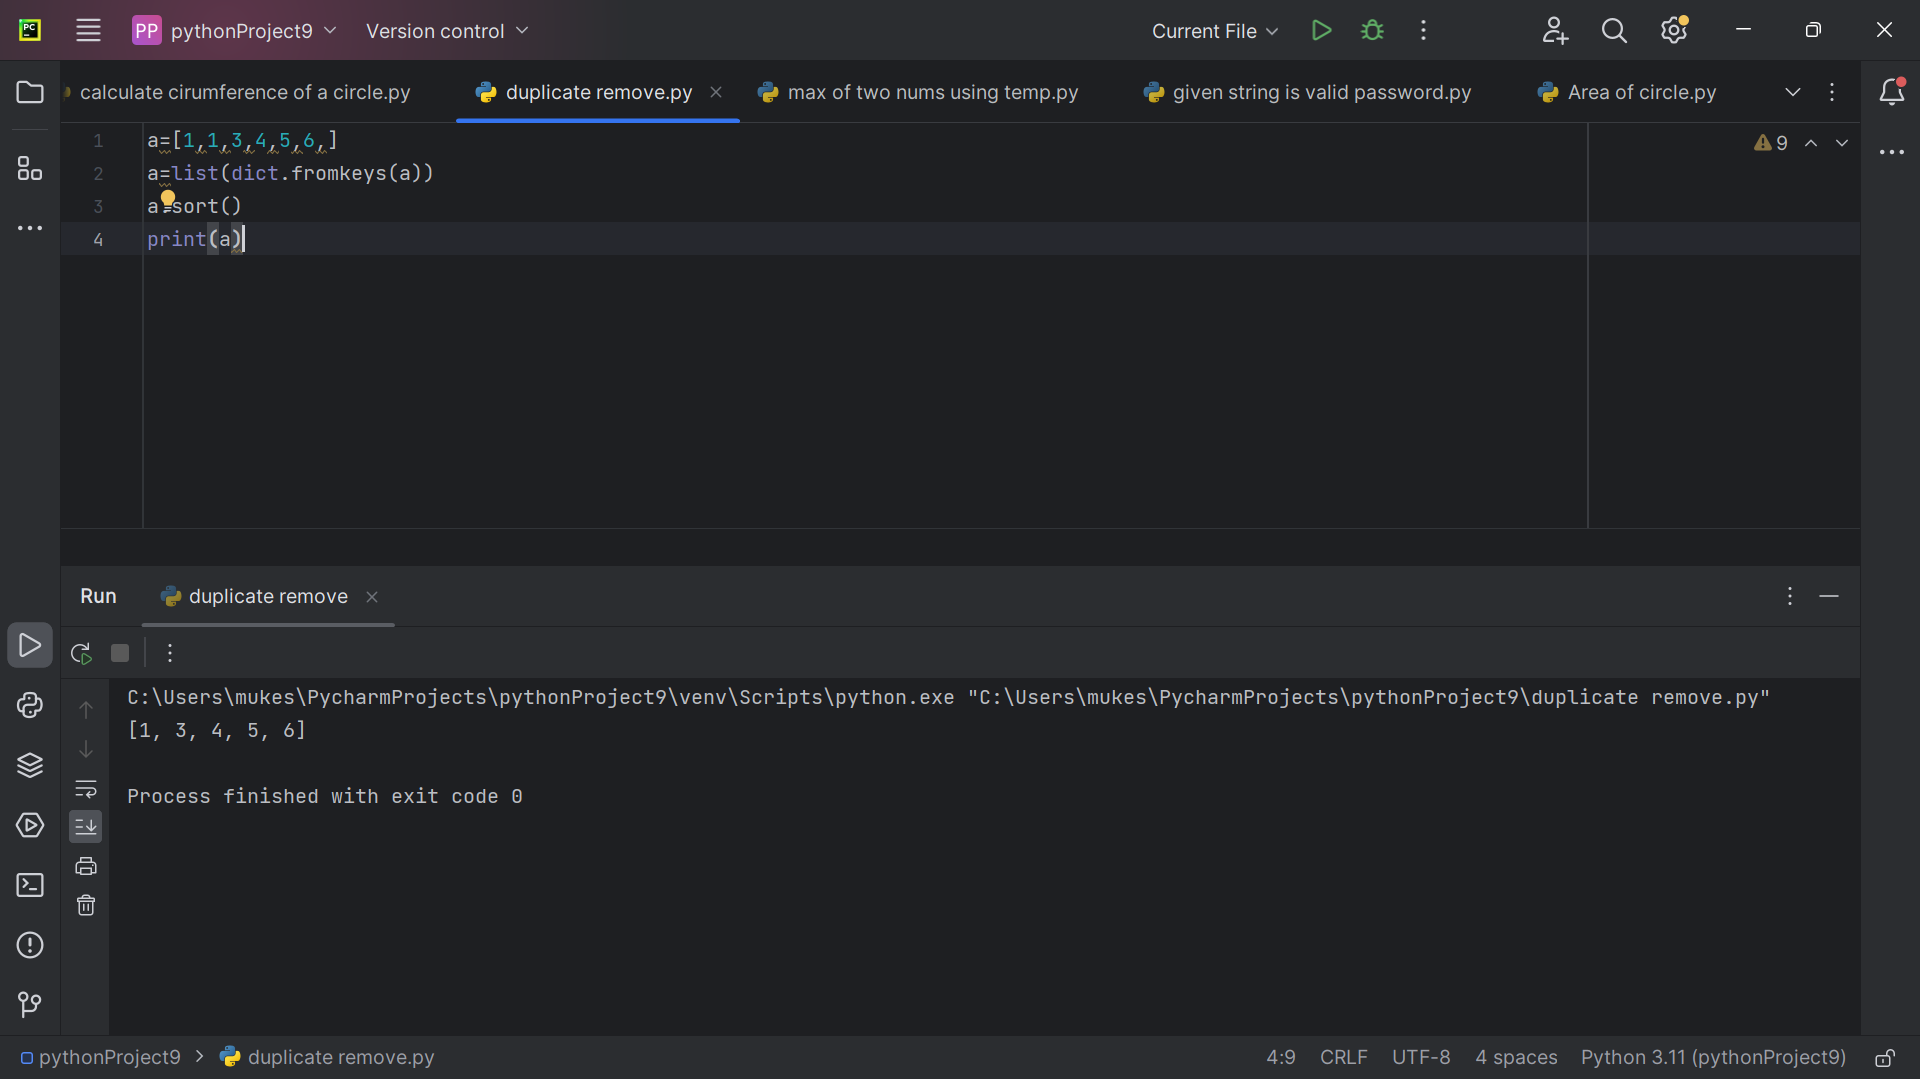 PC
PP pythonProject9 Version control Current File
calculate cirumference of a circle.py duplicate remove.py max of two nums using temp.py given string is valid password.py Area of circle.py
1 a=[1,1,3,4,5,6,] 9
2 a=list(dict.fromkeys(a))
3 a.sort()
4 print(a)
Run duplicate remove
C:\Users\mukes\PycharmProjects\pythonProject9\venv\Scripts\python.exe "C:\Users\mukes\PycharmProjects\pythonProject9\duplicate remove.py"
[1, 3, 4, 5, 6]
Process finished with exit code 0
pythonProject9 > duplicate remove.py 4:9 CRLF UTF-8 4 spaces Python 3.11 (pythonProject9)